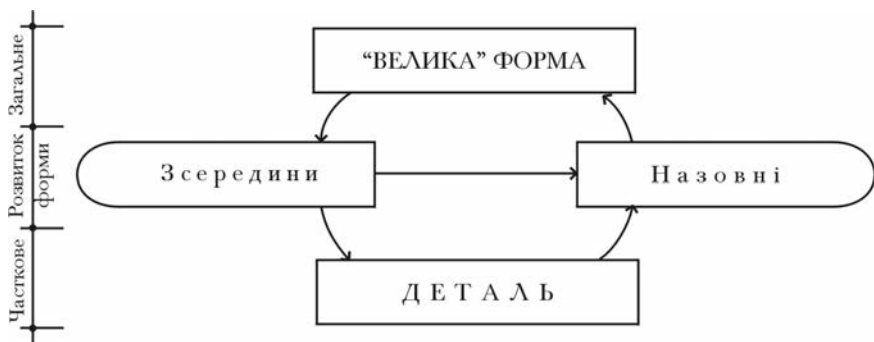 Загальне
"ВЕЛИКА" ФОРМА
Розвиток
форми
Зсередини
Назовні
Часткове
ДЕТАЛЬ